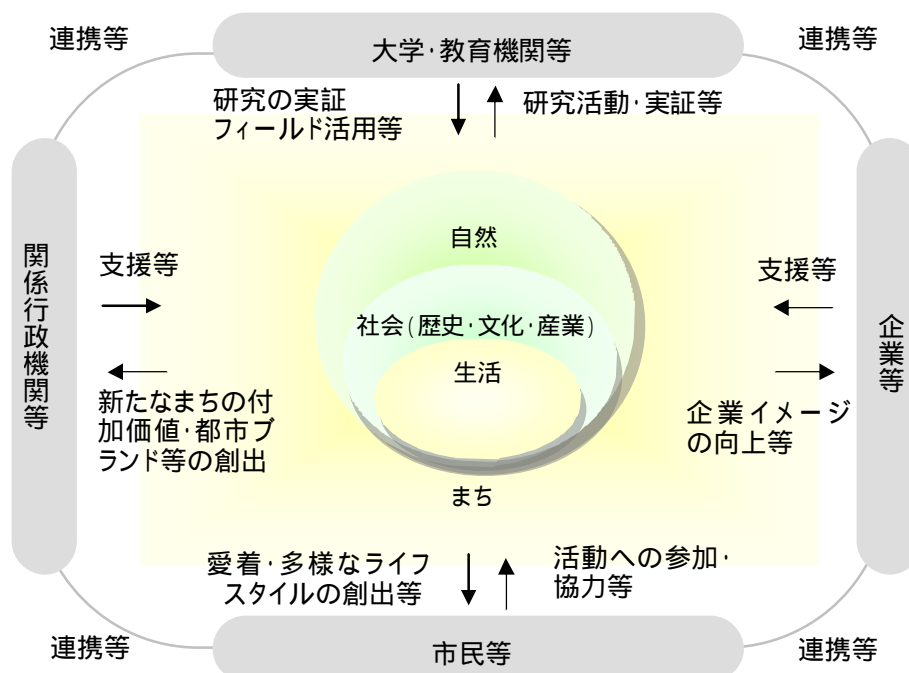 連携等
大学・教育機関等
連携等
研究の実証
フィールド活用等
研究活動・実証等
関係行政機関等
支援等
新たなまちの付
加価値・都市ブ
ランド等の創出
自然
社会(歴史・文化・産業)
生活
まち
支援等
企業イメージ
の向上等
企業等
愛着・多様なライフ
スタイルの創出等
活動への参加・
協力等
連携等
市民等
連携等